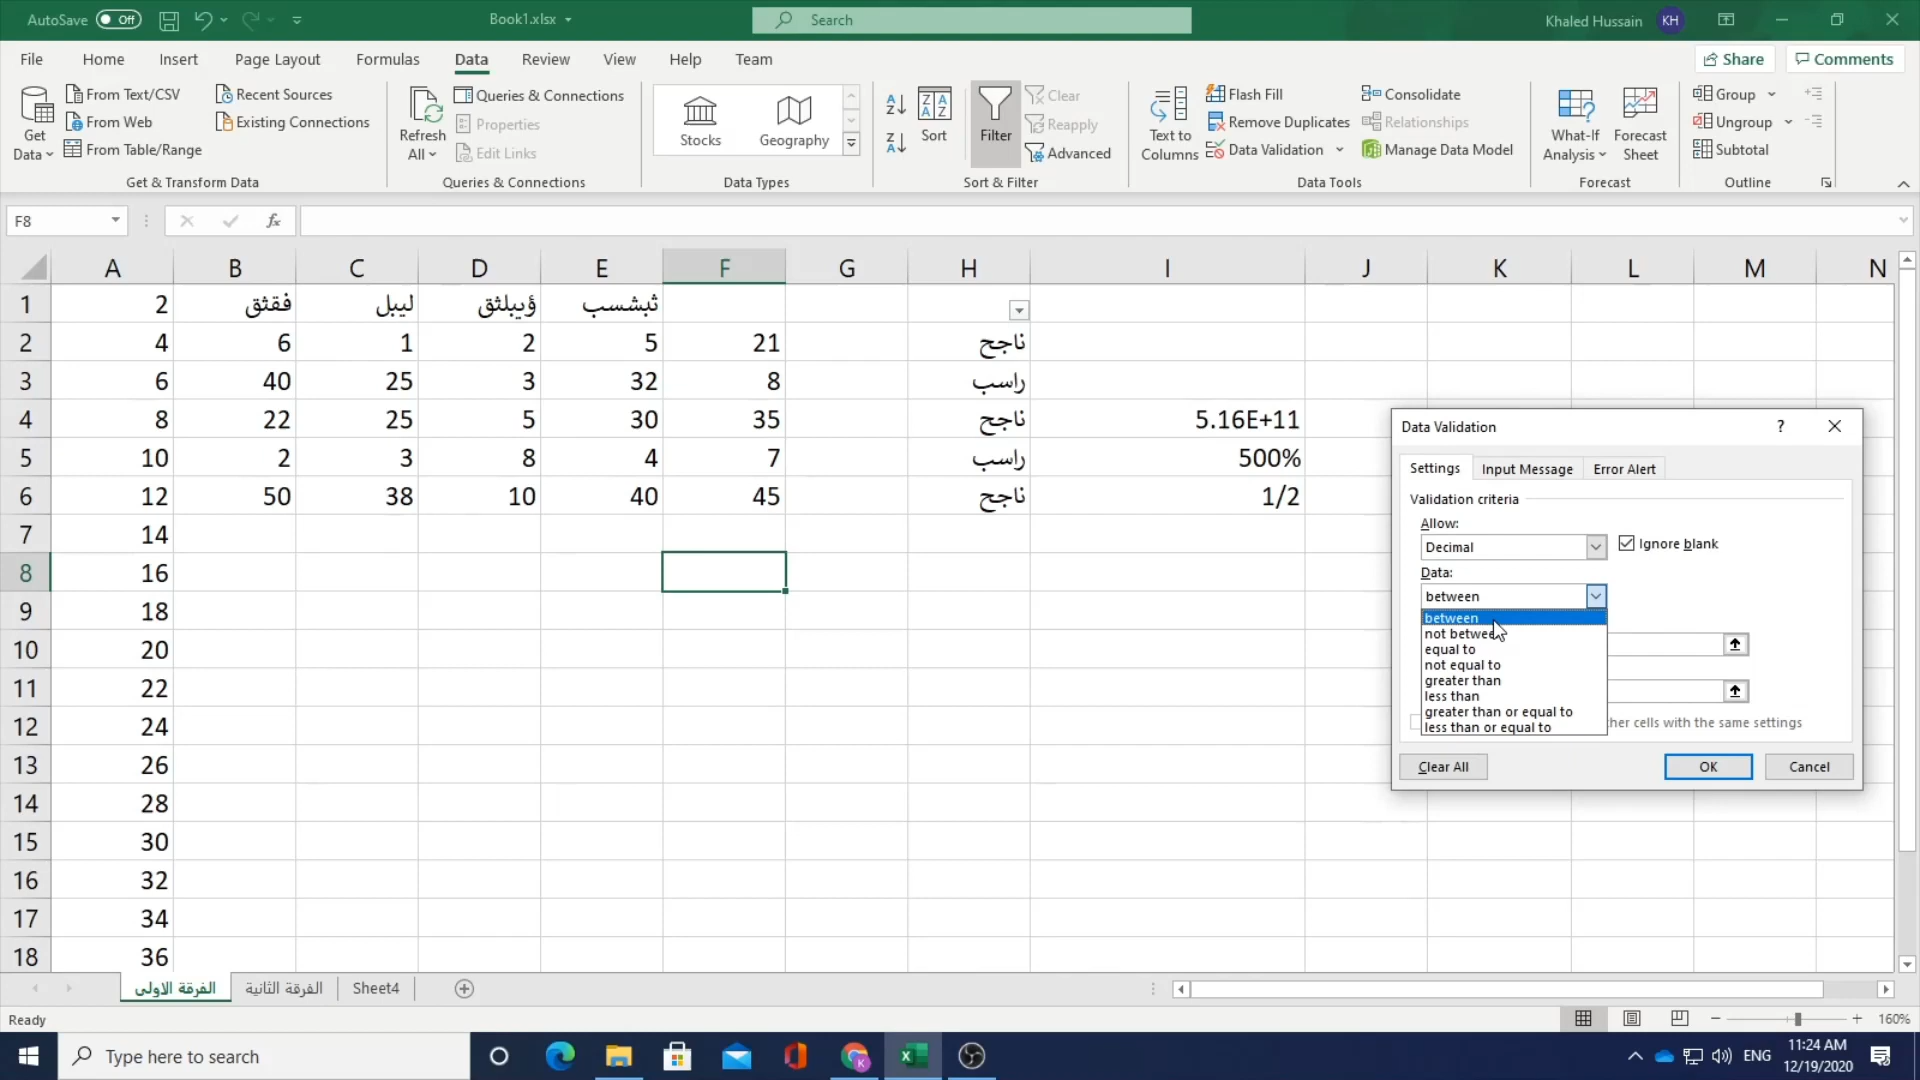 AutoSave Off Book1.xlsx Search Khaled Hussain KH
File Home Insert Page Layout Formulas Data Review View Help Team Share Comments
Get Data From Text/CSV From Web From Table/Range Recent Sources Existing Connections
Get & Transform Data
Refresh All Queries & Connections Properties Edit Links
Queries & Connections
Stocks Geography
Data Types
Sort Filter Clear Reapply Advanced
Sort & Filter
Text to Columns Flash Fill Remove Duplicates Data Validation Consolidate Relationships Manage Data Model
Data Tools
What-If Analysis Forecast Sheet
Forecast
Group Ungroup Subtotal
Outline
F8 fx
A B C D E F G H I J K L M N
1 2 فقثق ليبل ؤيبلثق ثبشسب
2 4 6 1 2 5 21 ناجح
3 6 40 25 3 32 8 راسب
4 8 22 25 5 30 35 ناجح 5.16E+11
5 10 2 3 8 4 7 راسب 500%
6 12 50 38 10 40 45 ناجح 1/2
7 14
8 16
9 18
10 20
11 22
12 24
13 26
14 28
15 30
16 32
17 34
18 36
Data Validation ?
Settings Input Message Error Alert
Validation criteria
Allow:
Decimal Ignore blank
Data:
between
between
not between
equal to
not equal to
greater than
less than
greater than or equal to
less than or equal to
her cells with the same settings
Clear All OK Cancel
الفرقة الاولى الفرقة الثانية Sheet4
Ready 160%
Type here to search ENG 11:24 AM
12/19/2020